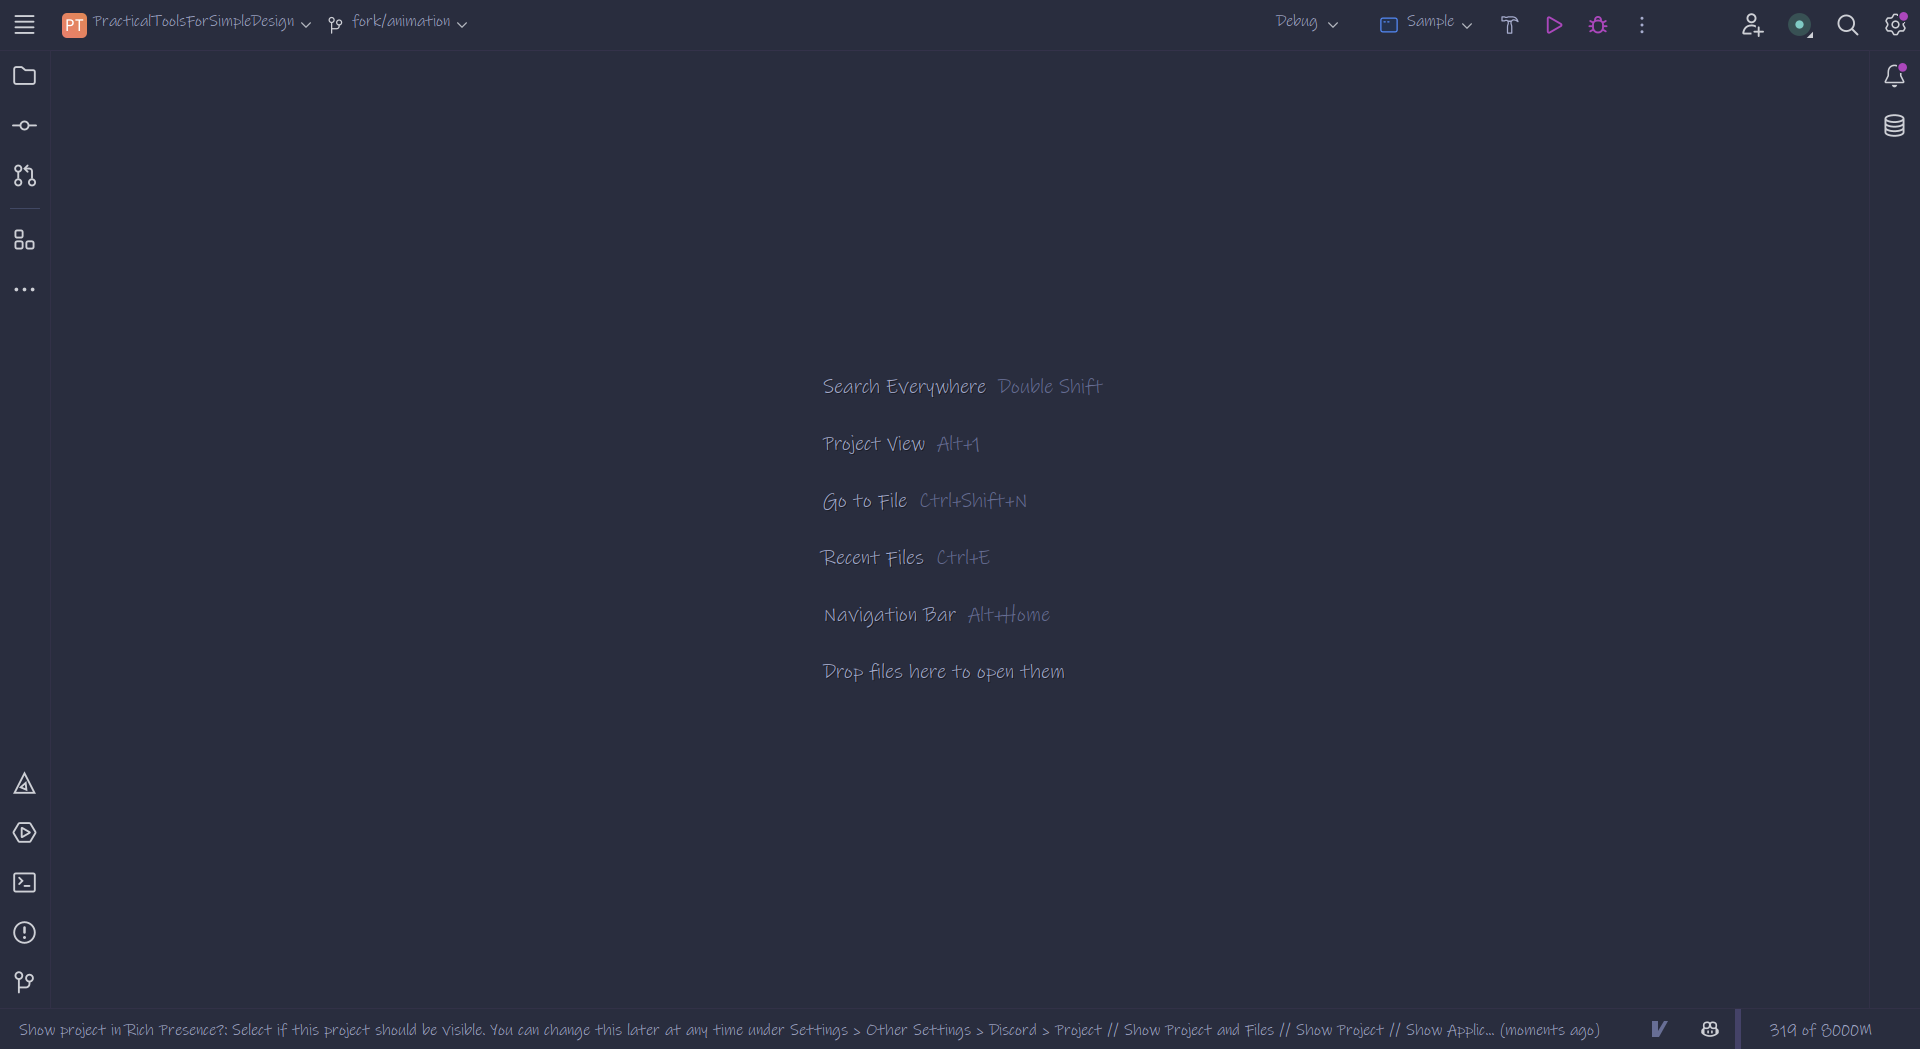 PT PracticalToolsForSimpleDesign fork/animation Debug Sample
Search Everywhere Double Shift
Project View Alt+1
Go to File Ctrl+Shift+N
Recent Files Ctrl+E
Navigation Bar Alt+Home
Drop files here to open them
Show project in Rich Presence?: Select if this project should be visible. You can change this later at any time under Settings > Other Settings > Discord > Project // Show Project and Files // Show Project // Show Applic... (moments ago) 319 of 8000M